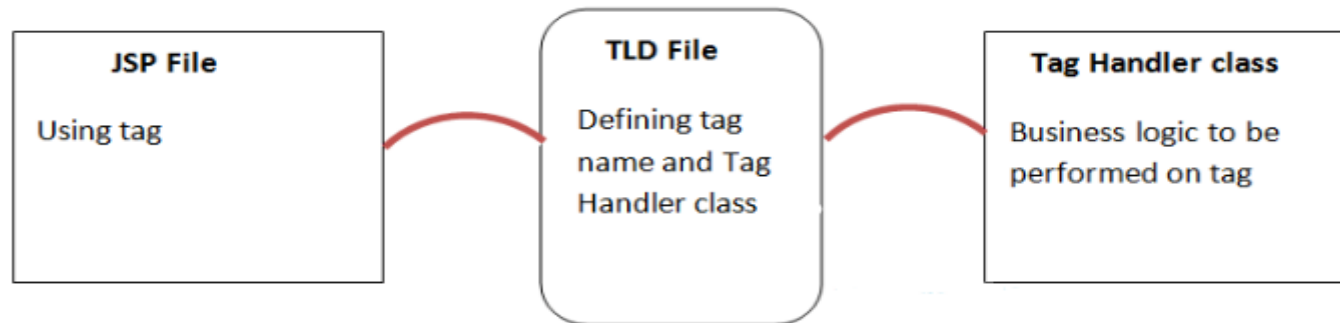 JSP File
Using tag
TLD File
Defining tag
name and Tag
Handler class
Tag Handler class
Business logic to be
performed on tag